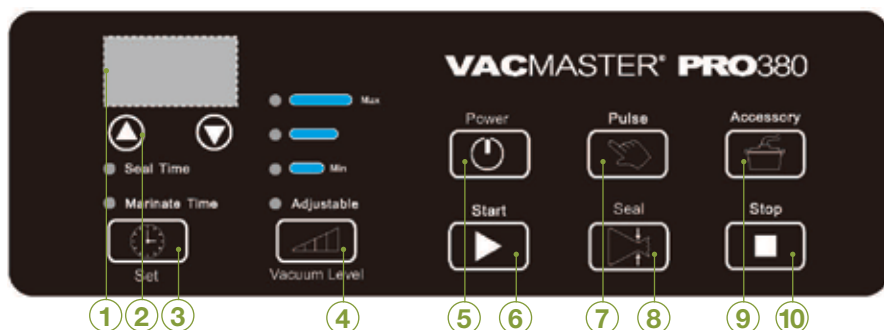 VACMASTER® PRO380
Max
Min
Seal Time
Marinate Time
Adjustable
Set
Vacuum Level
Power
Pulse
Accessory
Start
Seal
Stop
1 2 3 4 5 6 7 8 9 10